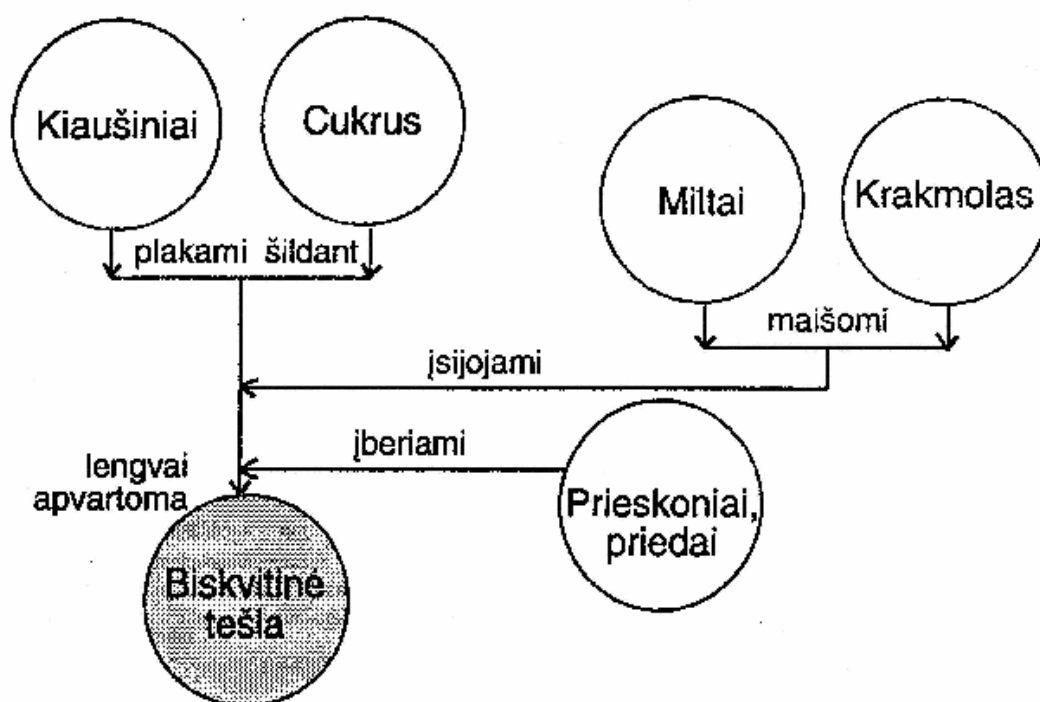 Kiaušiniai
Cukrus
plakami šildant
Miltai
Krakmolas
maišomi
įsijojami
įberiami
lengvai
apvartoma
Prieskoniai,
priedai
Biskvitinė
tešla